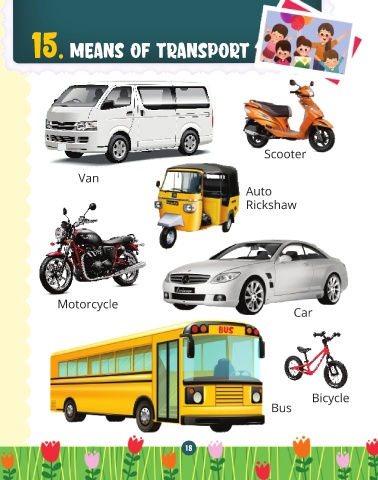 15. MEANS OF TRANSPORT
Scooter
Van
Auto
Rickshaw
Motorcycle
Car
BUS
Bicycle
Bus
18